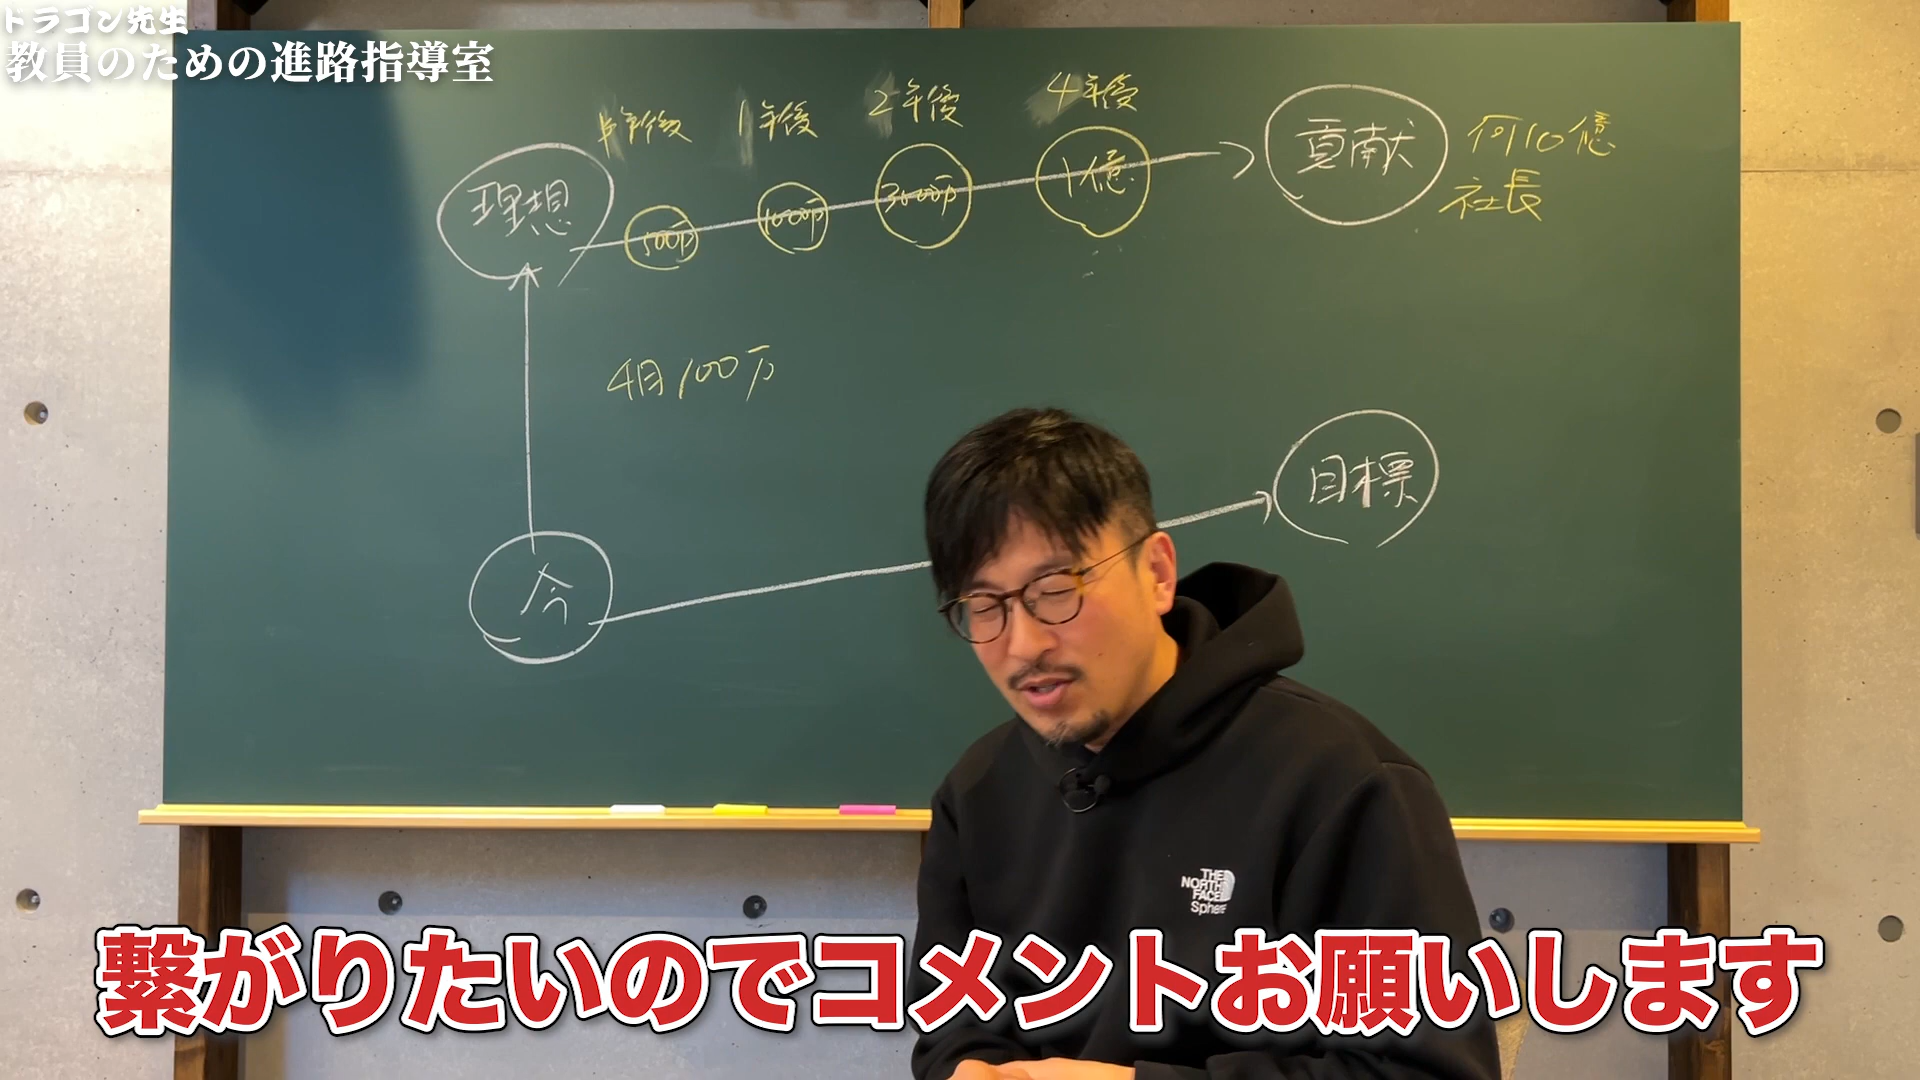 ドラゴン先生
教員のための進路指導室
半年後 1年後 2年後 4年後
理想 500万 1000万 3000万 1億 貢献 何10億
社長
月100万
目標
今
THE
NORTH
FACE
Sphere
繋がりたいのでコメントお願いします